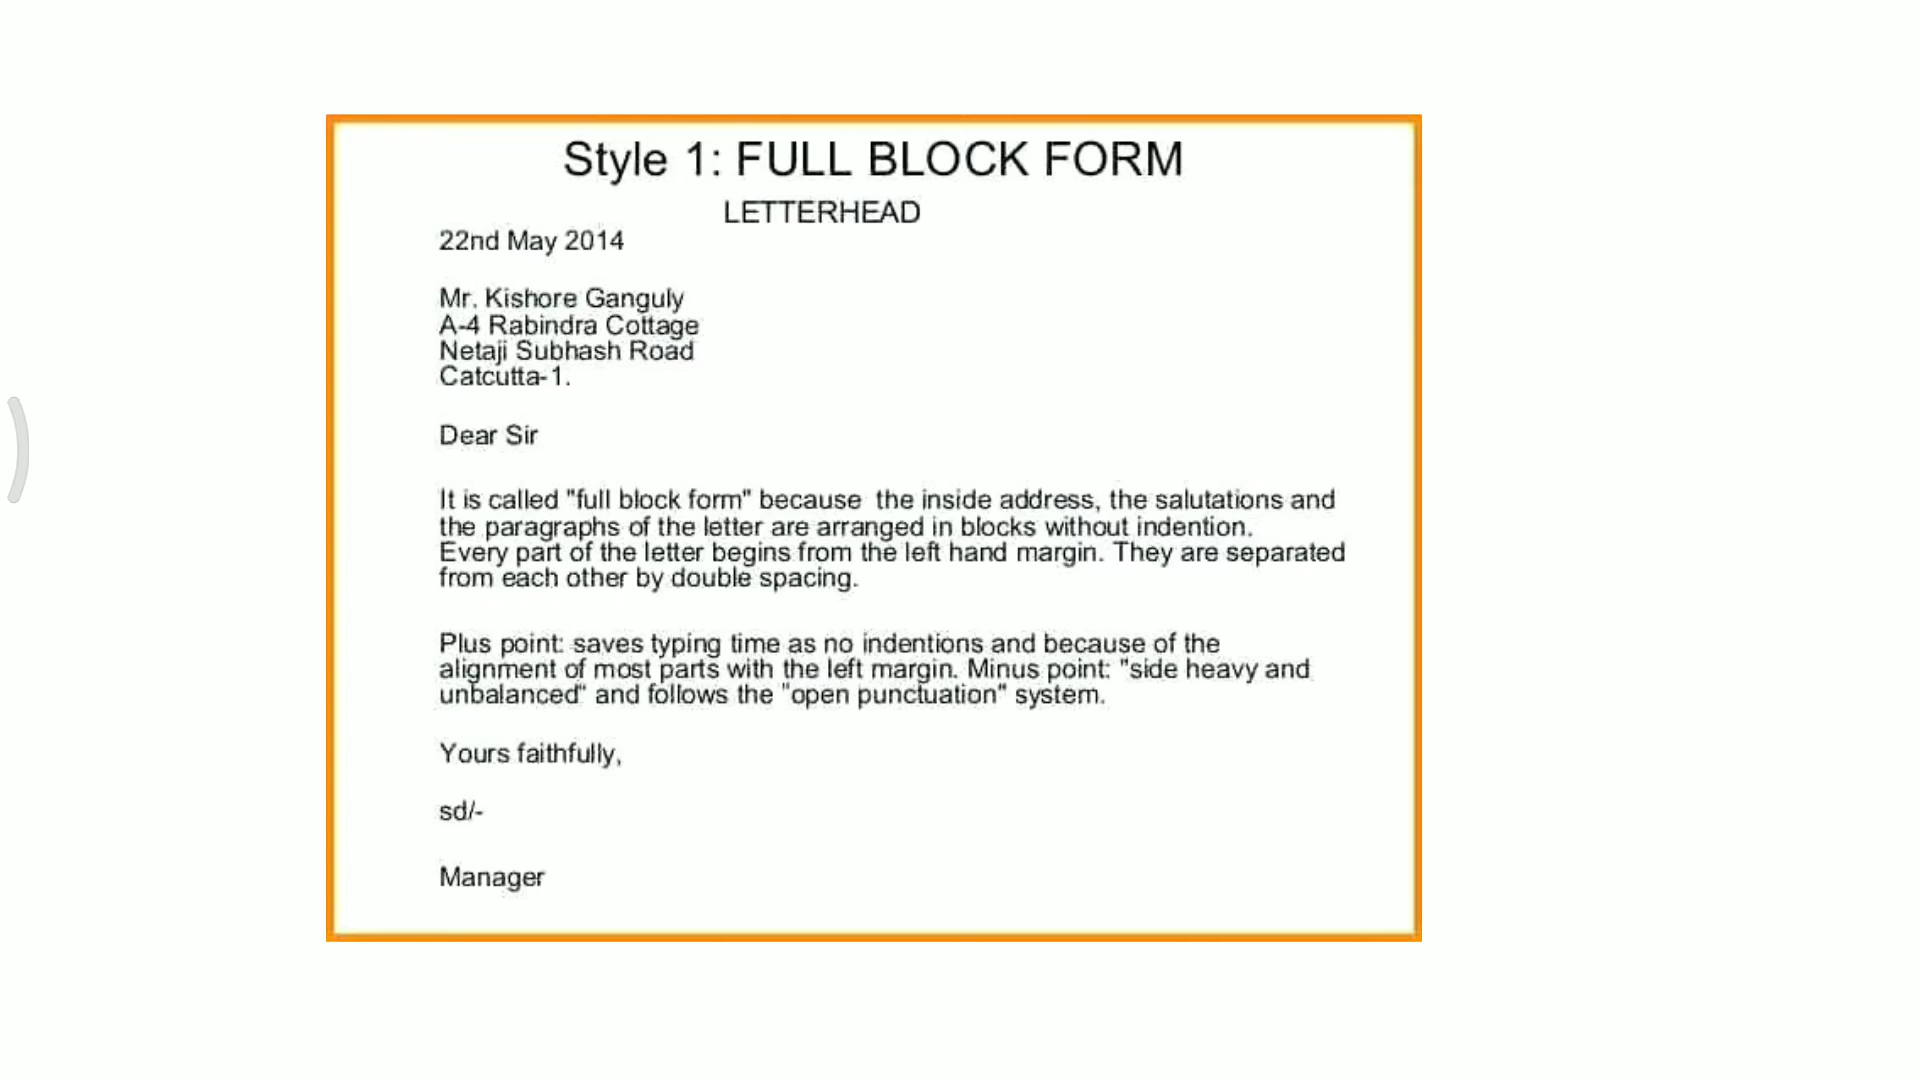 Style 1: FULL BLOCK FORM
LETTERHEAD
22nd May 2014
Mr. Kishore Ganguly
A-4 Rabindra Cottage
Netaji Subhash Road
Catcutta-1.
Dear Sir
It is called "full block form" because the inside address, the salutations and
the paragraphs of the letter are arranged in blocks without indention.
Every part of the letter begins from the left hand margin. They are separated
from each other by double spacing.
Plus point: saves typing time as no indentions and because of the
alignment of most parts with the left margin. Minus point: "side heavy and
unbalanced" and follows the "open punctuation" system.
Yours faithfully,
sd/-
Manager